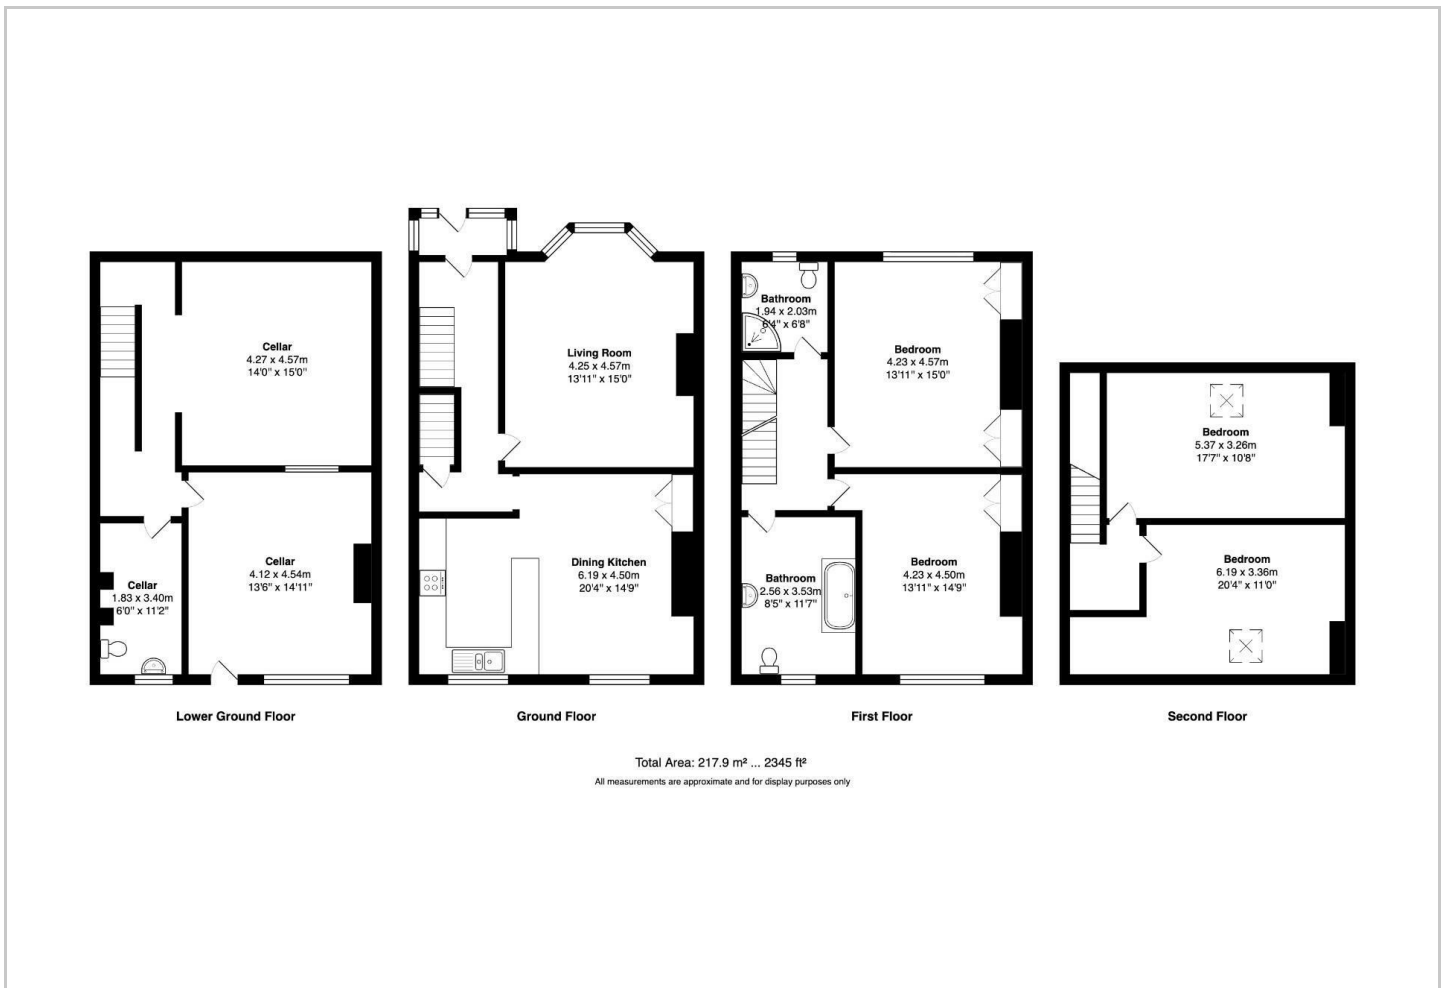 Cellar
4.27 x 4.57m
14'0" x 15'0"
Cellar
4.12 x 4.54m
13'6" x 14'11"
Cellar
1.83 x 3.40m
6'0" x 11'2"
Lower Ground Floor
Living Room
4.25 x 4.57m
13'11" x 15'0"
Dining Kitchen
6.19 x 4.50m
20'4" x 14'9"
Ground Floor
Bathroom
1.94 x 2.03m
6'4" x 6'8"
Bedroom
4.23 x 4.57m
13'11" x 15'0"
Bathroom
2.56 x 3.53m
8'5" x 11'7"
Bedroom
4.23 x 4.50m
13'11" x 14'9"
First Floor
Bedroom
5.37 x 3.26m
17'7" x 10'8"
Bedroom
6.19 x 3.36m
20'4" x 11'0"
Second Floor
Total Area: 217.9 m² ... 2345 ft²
All measurements are approximate and for display purposes only